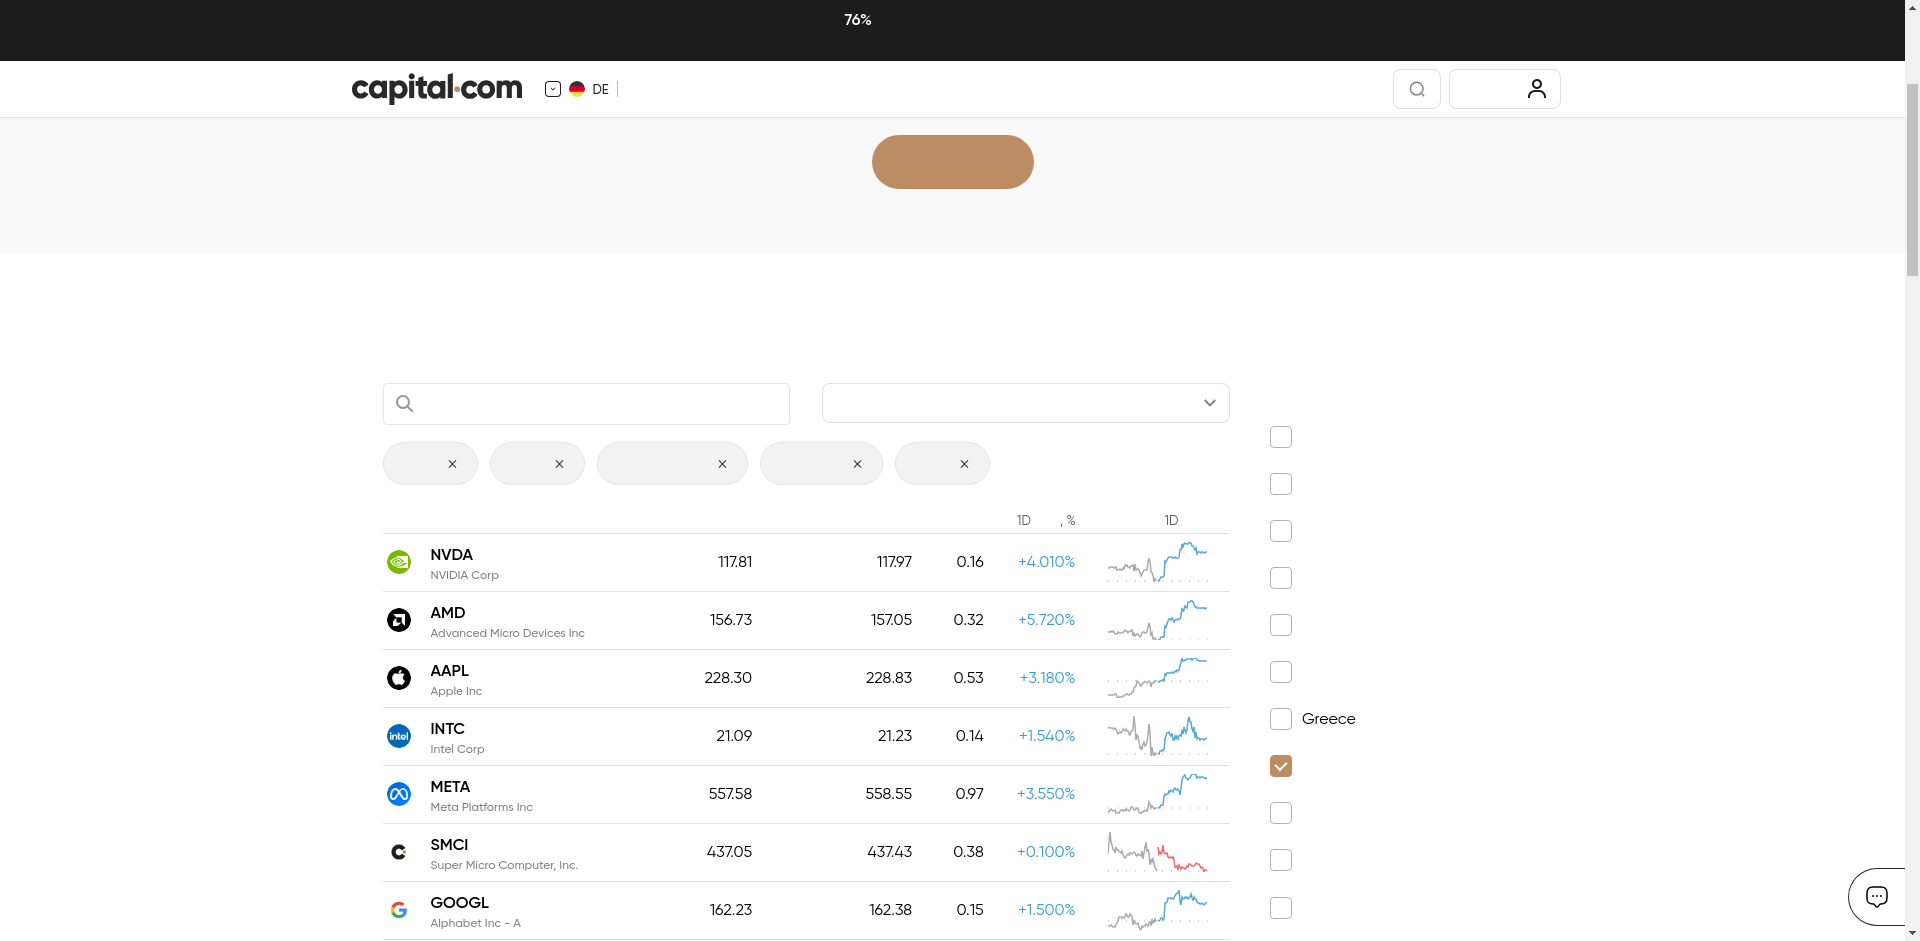 76%
capital.com
DE
1D , % 1D
NVDA
NVIDIA Corp
117.81 117.97 0.16 +4.010%
AMD
Advanced Micro Devices Inc
156.73 157.05 0.32 +5.720%
AAPL
Apple Inc
228.30 228.83 0.53 +3.180%
INTC
Intel Corp
21.09 21.23 0.14 +1.540%
intel
META
Meta Platforms Inc
557.58 558.55 0.97 +3.550%
SMCI
Super Micro Computer, Inc.
437.05 437.43 0.38 +0.100%
GOOGL
Alphabet Inc - A
162.23 162.38 0.15 +1.500%
Greece